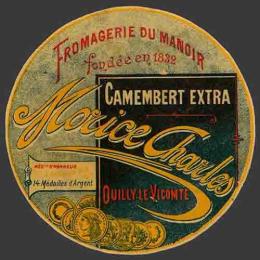 FROMAGERIE DU MANOIR
fondée en 1832
CAMEMBERT EXTRA
Morice Charles
14 Médailles d'Argent
OUILLY-LE-VICOMTE